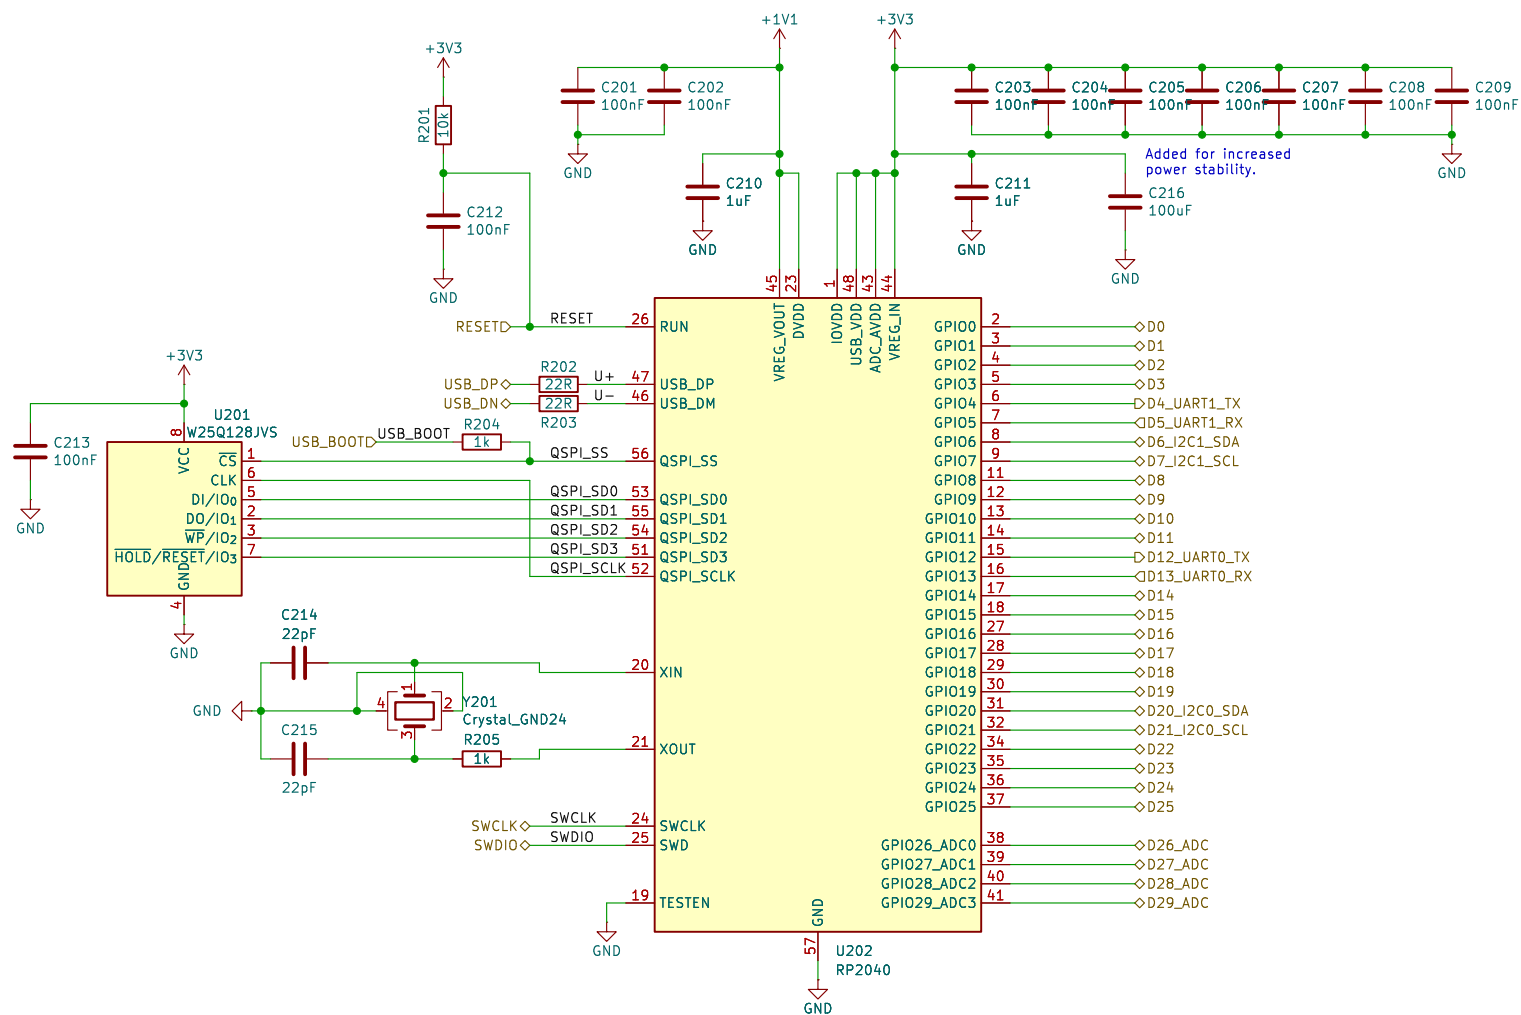 +1V1
+3V3
+3V3
R201
10k
C201
100nF
C202
100nF
C203
100nF
C204
100nF
C205
100nF
C206
100nF
C207
100nF
C208
100nF
C209
100nF
GND
GND
Added for increased
power stability.
C210
1uF
GND
C211
1uF
GND
C216
100uF
GND
C212
100nF
GND
45
23
1
48
43
44
VREG_VOUT
DVDD
IOVDD
USB_VDD
ADC_AVDD
VREG_IN
RESET
RESET
26
RUN
R202
USB_DP
22R
U+
47
USB_DP
USB_DN
22R
U-
46
USB_DM
R203
R204
USB_BOOT
USB_BOOT
1k
QSPI_SS
56
QSPI_SS
QSPI_SD0
53
QSPI_SD0
QSPI_SD1
55
QSPI_SD1
QSPI_SD2
54
QSPI_SD2
QSPI_SD3
51
QSPI_SD3
QSPI_SCLK
52
QSPI_SCLK
+3V3
U201
W25Q128JVS
C213
100nF
GND
8
VCC
CS
1
CLK
6
DI/IO0
5
DO/IO1
2
WP/IO2
3
HOLD/RESET/IO3
7
GND
4
GND
C214
22pF
GND
1
4
2
3
Y201
Crystal_GND24
C215
22pF
R205
1k
20
XIN
21
XOUT
SWCLK
SWCLK
24
SWCLK
SWDIO
SWDIO
25
SWD
19
TESTEN
GND
GND
57
GND
U202
RP2040
GPIO0
2
D0
GPIO1
3
D1
GPIO2
4
D2
GPIO3
5
D3
GPIO4
6
D4_UART1_TX
GPIO5
7
D5_UART1_RX
GPIO6
8
D6_I2C1_SDA
GPIO7
9
D7_I2C1_SCL
GPIO8
11
D8
GPIO9
12
D9
GPIO10
13
D10
GPIO11
14
D11
GPIO12
15
D12_UART0_TX
GPIO13
16
D13_UART0_RX
GPIO14
17
D14
GPIO15
18
D15
GPIO16
27
D16
GPIO17
28
D17
GPIO18
29
D18
GPIO19
30
D19
GPIO20
31
D20_I2C0_SDA
GPIO21
32
D21_I2C0_SCL
GPIO22
34
D22
GPIO23
35
D23
GPIO24
36
D24
GPIO25
37
D25
GPIO26_ADC0
38
D26_ADC
GPIO27_ADC1
39
D27_ADC
GPIO28_ADC2
40
D28_ADC
GPIO29_ADC3
41
D29_ADC